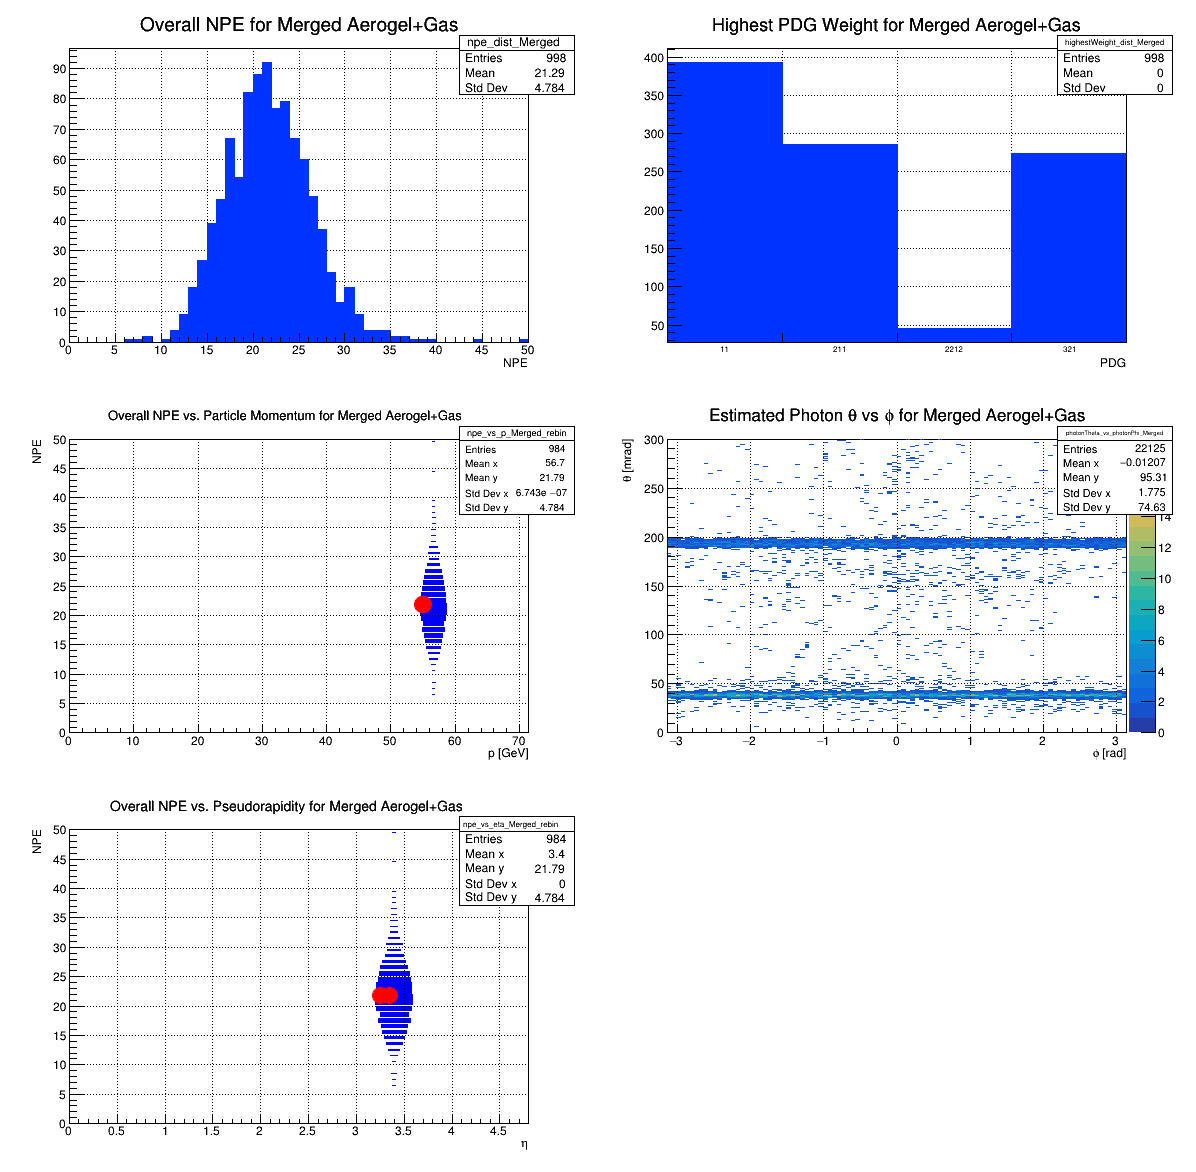 Overall NPE for Merged Aerogel+Gas
npe_dist_Merged
Entries 998
Mean 21.29
Std Dev 4.784
90
80
70
60
50
40
30
20
10
0
0 5 10 15 20 25 30 35 40 45 50
NPE
Highest PDG Weight for Merged Aerogel+Gas
highestWeight_dist_Merged
Entries 998
Mean 0
Std Dev 0
400
350
300
250
200
150
100
50
11 211 2212 321
PDG
Overall NPE vs. Particle Momentum for Merged Aerogel+Gas
NPE
npe_vs_p_Merged_rebin
Entries 984
Mean x 56.7
Mean y 21.79
Std Dev x 6.743e −07
Std Dev y 4.784
50
45
40
35
30
25
20
15
10
5
0
0 10 20 30 40 50 60 70
p [GeV]
Estimated Photon θ vs ϕ for Merged Aerogel+Gas
θ [mrad]
photonTheta_vs_photonPhi_Merged
Entries 22125
Mean x −0.01207
Mean y 95.31
Std Dev x 1.775
Std Dev y 74.63
300
250
200
150
100
50
0
−3 −2 −1 0 1 2 3
ϕ [rad]
14
12
10
8
6
4
2
0
Overall NPE vs. Pseudorapidity for Merged Aerogel+Gas
NPE
npe_vs_eta_Merged_rebin
Entries 984
Mean x 3.4
Mean y 21.79
Std Dev x 0
Std Dev y 4.784
50
45
40
35
30
25
20
15
10
5
0
0 0.5 1 1.5 2 2.5 3 3.5 4 4.5
η